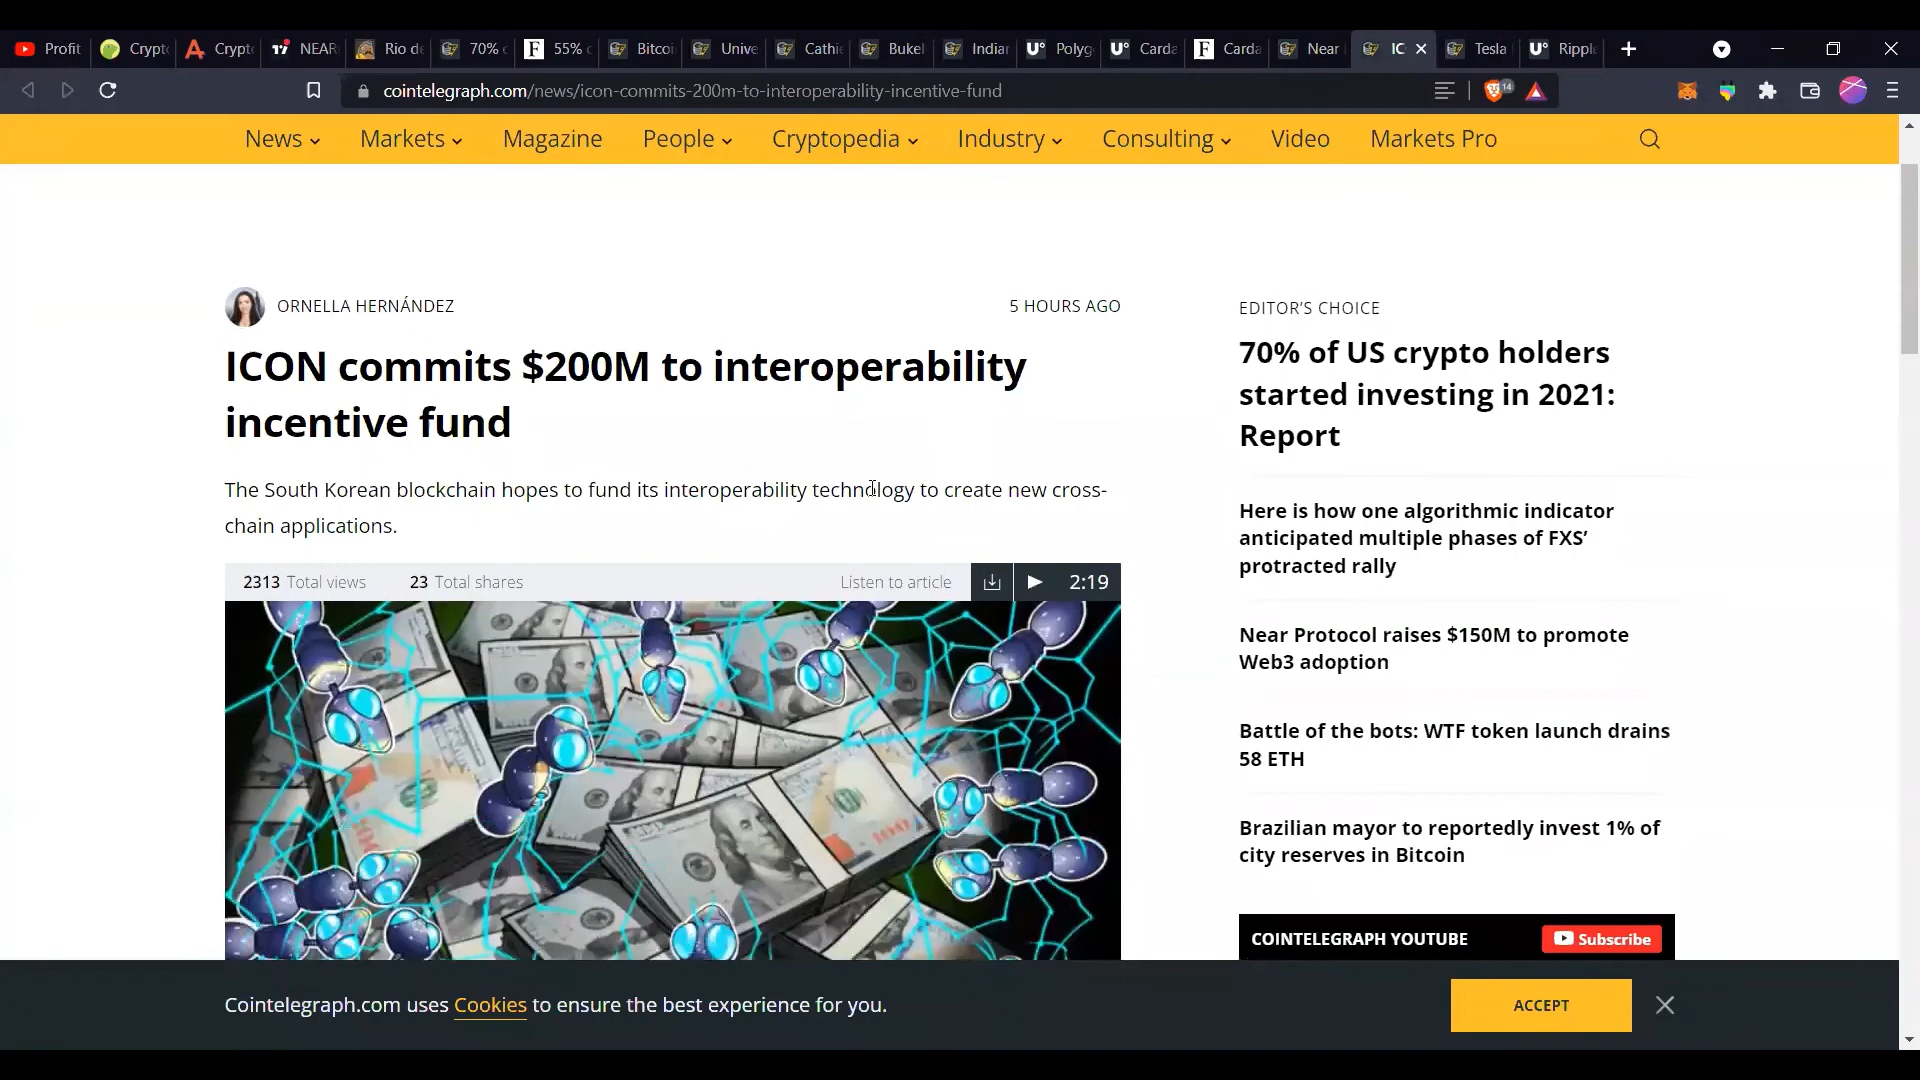 Profit
Crypt
Crypt
NEAR
Rio de
70% c
55% c
Bitcoi
Unive
Cathi
Bukel
Indiar
Polyg
Carda
Carda
Near
IC
Tesla
Ripple
cointelegraph.com/news/icon-commits-200m-to-interoperability-incentive-fund
14
News
Markets
Magazine
People
Cryptopedia
Industry
Consulting
Video
Markets Pro
ORNELLA HERNÁNDEZ
5 HOURS AGO
ICON commits $200M to interoperability
incentive fund
The South Korean blockchain hopes to fund its interoperability technology to create new cross-
chain applications.
2313 Total views
23 Total shares
Listen to article
2:19
EDITOR'S CHOICE
70% of US crypto holders
started investing in 2021:
Report
Here is how one algorithmic indicator
anticipated multiple phases of FXS’
protracted rally
Near Protocol raises $150M to promote
Web3 adoption
Battle of the bots: WTF token launch drains
58 ETH
Brazilian mayor to reportedly invest 1% of
city reserves in Bitcoin
COINTELEGRAPH YOUTUBE
Subscribe
Cointelegraph.com uses Cookies to ensure the best experience for you.
ACCEPT